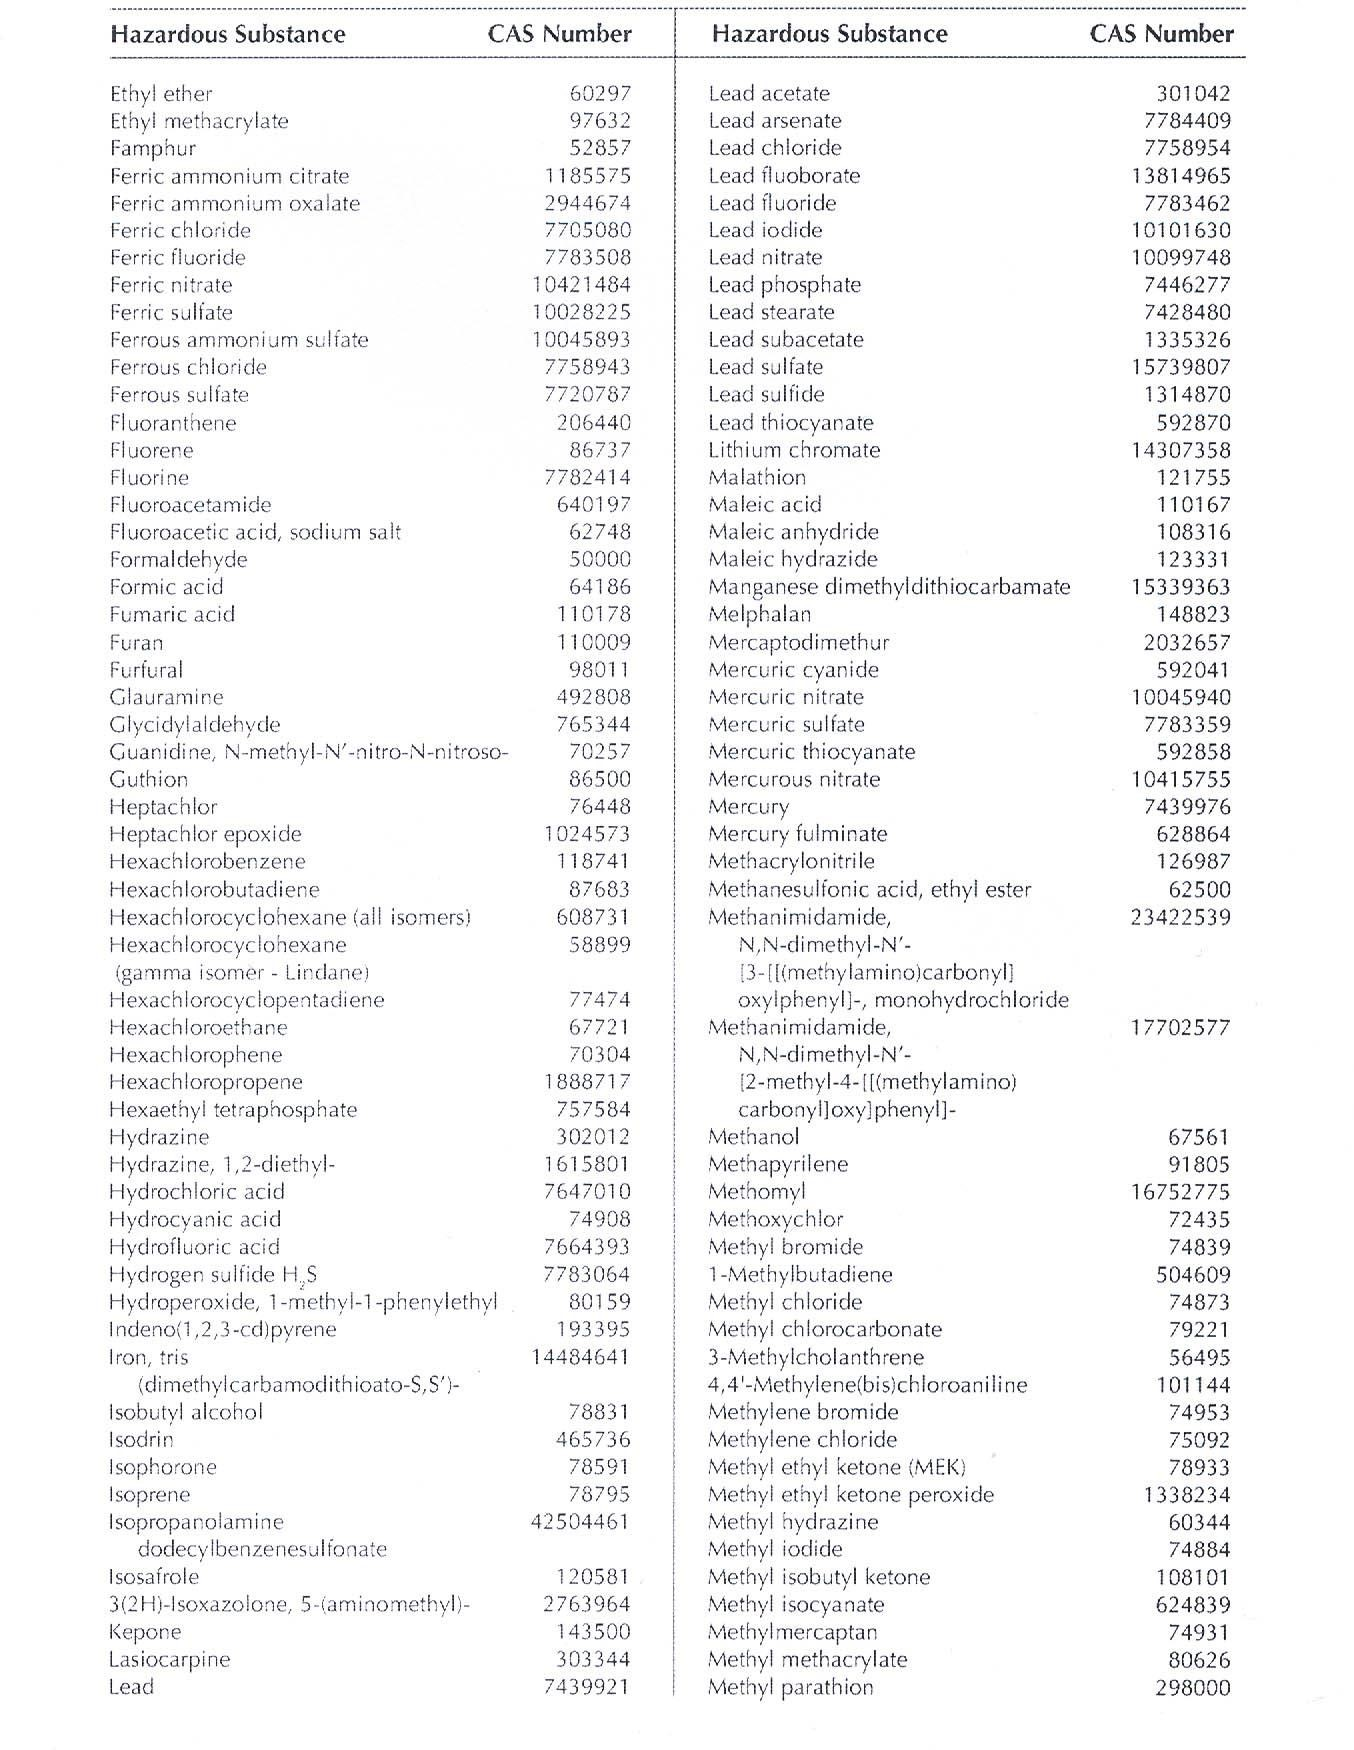 Hazardous Substance CAS Number
Ethyl ether 60297
Ethyl methacrylate 97632
Famphur 52857
Ferric ammonium citrate 1185575
Ferric ammonium oxalate 2944674
Ferric chloride 7705080
Ferric fluoride 7783508
Ferric nitrate 10421484
Ferric sulfate 10028225
Ferrous ammonium sulfate 10045893
Ferrous chloride 7758943
Ferrous sulfate 7720787
Fluoranthene 206440
Fluorene 86737
Fluorine 7782414
Fluoroacetamide 640197
Fluoroacetic acid, sodium salt 62748
Formaldehyde 50000
Formic acid 64186
Fumaric acid 110178
Furan 110009
Furfural 98011
Glauramine 492808
Glycidylaldehyde 765344
Guanidine, N-methyl-N'-nitro-N-nitroso- 70257
Guthion 86500
Heptachlor 76448
Heptachlor epoxide 1024573
Hexachlorobenzene 118741
Hexachlorobutadiene 87683
Hexachlorocyclohexane (all isomers) 608731
Hexachlorocyclohexane 58899
(gamma isomer - Lindane)
Hexachlorocyclopentadiene 77474
Hexachloroethane 67721
Hexachlorophene 70304
Hexachloropropene 1888717
Hexaethyl tetraphosphate 757584
Hydrazine 302012
Hydrazine, 1,2-diethyl- 1615801
Hydrochloric acid 7647010
Hydrocyanic acid 74908
Hydrofluoric acid 7664393
Hydrogen sulfide H2S 7783064
Hydroperoxide, 1-methyl-1-phenylethyl 80159
Indeno(1,2,3-cd)pyrene 193395
Iron, tris 14484641
(dimethylcarbamodithioato-S,S')-
Isobutyl alcohol 78831
Isodrin 465736
Isophorone 78591
Isoprene 78795
Isopropanolamine 42504461
dodecylbenzenesulfonate
Isosafrole 120581
3(2H)-Isoxazolone, 5-(aminomethyl)- 2763964
Kepone 143500
Lasiocarpine 303344
Lead 7439921
Hazardous Substance CAS Number
Lead acetate 301042
Lead arsenate 7784409
Lead chloride 7758954
Lead fluoborate 13814965
Lead fluoride 7783462
Lead iodide 10101630
Lead nitrate 10099748
Lead phosphate 7446277
Lead stearate 7428480
Lead subacetate 1335326
Lead sulfate 15739807
Lead sulfide 1314870
Lead thiocyanate 592870
Lithium chromate 14307358
Malathion 121755
Maleic acid 110167
Maleic anhydride 108316
Maleic hydrazide 123331
Manganese dimethyldithiocarbamate 15339363
Melphalan 148823
Mercaptodimethur 2032657
Mercuric cyanide 592041
Mercuric nitrate 10045940
Mercuric sulfate 7783359
Mercuric thiocyanate 592858
Mercurous nitrate 10415755
Mercury 7439976
Mercury fulminate 628864
Methacrylonitrile 126987
Methanesulfonic acid, ethyl ester 62500
Methanimidamide, 23422539
N,N-dimethyl-N'-
[3-[[(methylamino)carbonyl]
oxylphenyl]-, monohydrochloride
Methanimidamide, 17702577
N,N-dimethyl-N'-
[2-methyl-4-[[(methylamino)
carbonyl]oxy]phenyl]-
Methanol 67561
Methapyrilene 91805
Methomyl 16752775
Methoxychlor 72435
Methyl bromide 74839
1-Methylbutadiene 504609
Methyl chloride 74873
Methyl chlorocarbonate 79221
3-Methylcholanthrene 56495
4,4'-Methylene(bis)chloroaniline 101144
Methylene bromide 74953
Methylene chloride 75092
Methyl ethyl ketone (MEK) 78933
Methyl ethyl ketone peroxide 1338234
Methyl hydrazine 60344
Methyl iodide 74884
Methyl isobutyl ketone 108101
Methyl isocyanate 624839
Methylmercaptan 74931
Methyl methacrylate 80626
Methyl parathion 298000